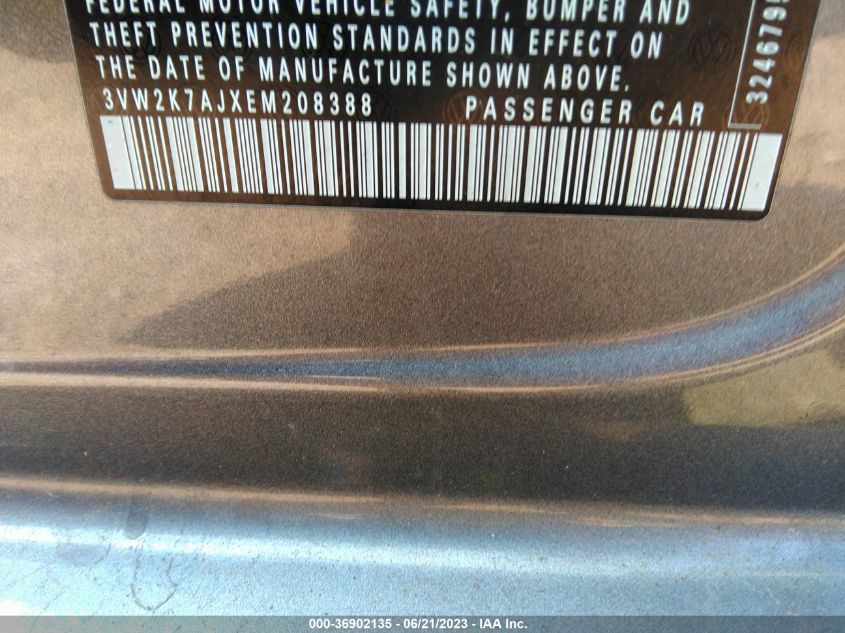 FEDERAL MOTOR VEHICLE SAFETY, BUMPER AND
THEFT PREVENTION STANDARDS IN EFFECT ON
THE DATE OF MANUFACTURE SHOWN ABOVE.
3VW2K7AJXEM208388 PASSENGER CAR
000-36902135 - 06/21/2023 - IAA, Inc.